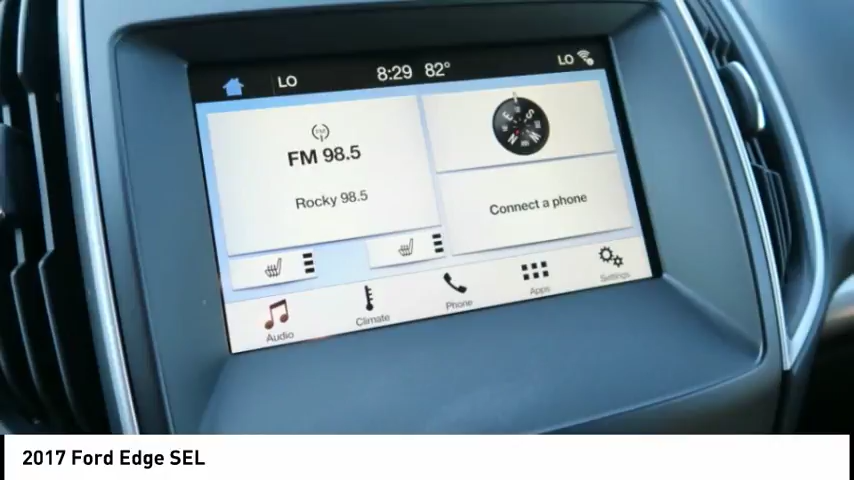 LO 8:29 82° LO
FM
FM 98.5
Rocky 98.5
N E S W
Connect a phone
Audio Climate Phone Apps Settings
2017 Ford Edge SEL